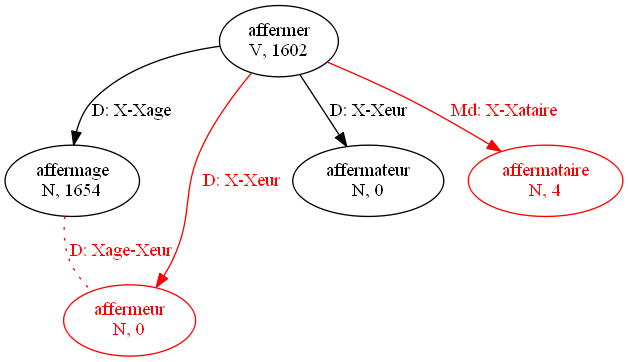 affermer
V, 1602
D: X-Xage
D: X-Xeur
Md: X-Xataire
affermage
N, 1654
D: X-Xeur
affermateur
N, 0
affermataire
N, 4
D: Xage-Xeur
affermeur
N, 0